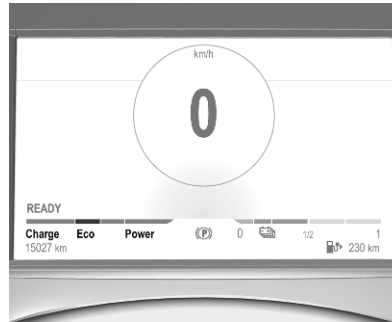 km/h
0
READY
Charge Eco Power (P) 0 1/2 1
15027 km 230 km